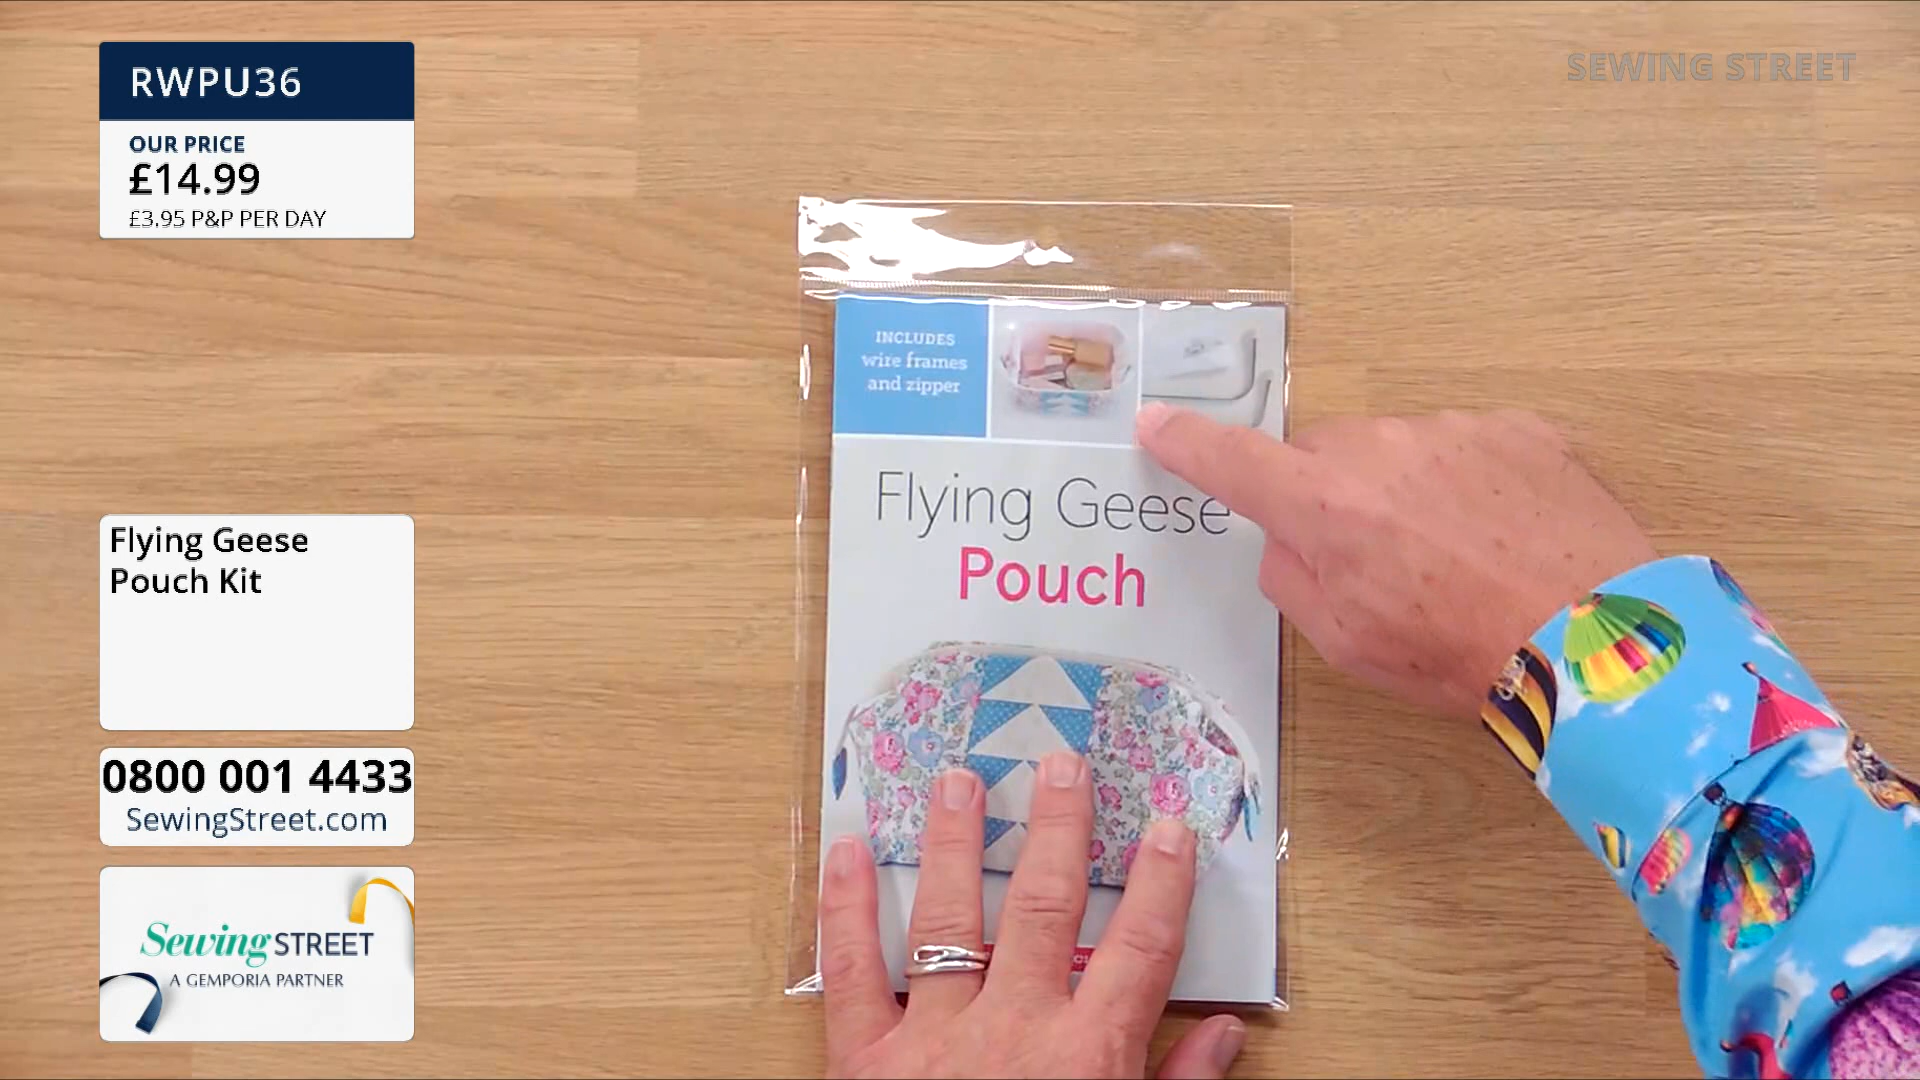 RWPU36
OUR PRICE
£14.99
£3.95 P&P PER DAY
SEWING STREET
INCLUDES
wire frames
and zipper
Flying Geese
Pouch
Flying Geese
Pouch Kit
0800 001 4433
SewingStreet.com
Sewing STREET
A GEMPORIA PARTNER